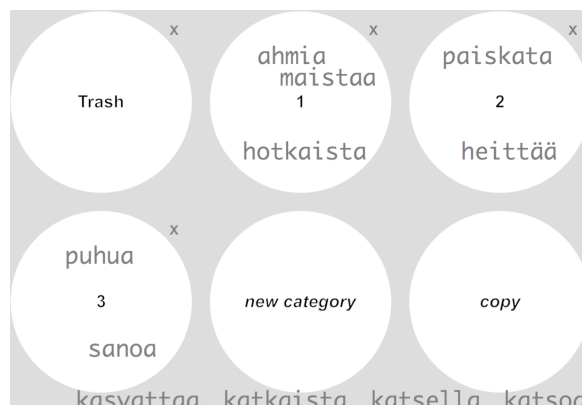 x x x
ahmia paiskata
maistaa
Trash 1 2
hotkaista heittää
x
puhua
3 new category copy
sanoa
kasvattaa katkaista katsella